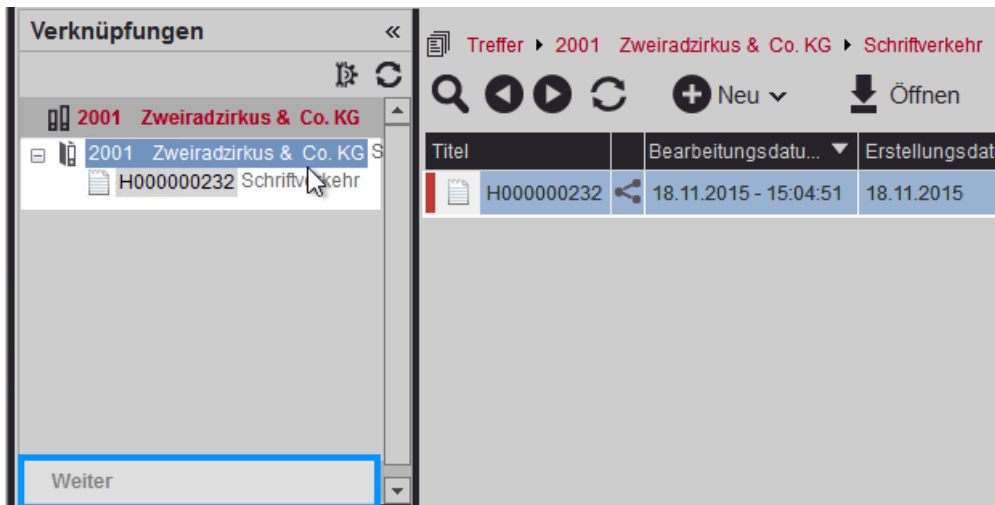 Verknüpfungen «
Treffer 2001 Zweiradzirkus & Co. KG Schriftverkehr
Neu Öffnen
2001 Zweiradzirkus & Co. KG
2001 Zweiradzirkus & Co. KG S
H000000232 Schriftverkehr
Titel Bearbeitungsdatu... Erstellungsdat
H000000232 18.11.2015 - 15:04:51 18.11.2015
Weiter